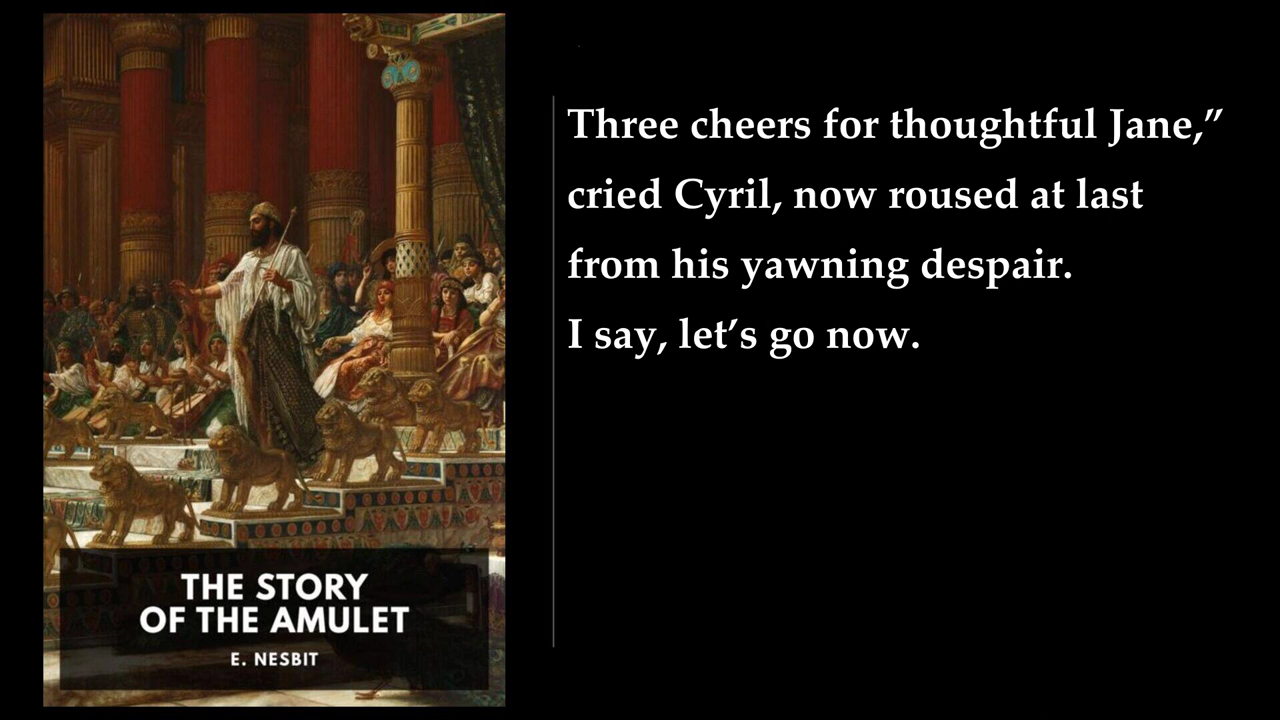 Three cheers for thoughtful Jane,”
cried Cyril, now roused at last
from his yawning despair.
I say, let’s go now.
THE STORY
OF THE AMULET
E. NESBIT